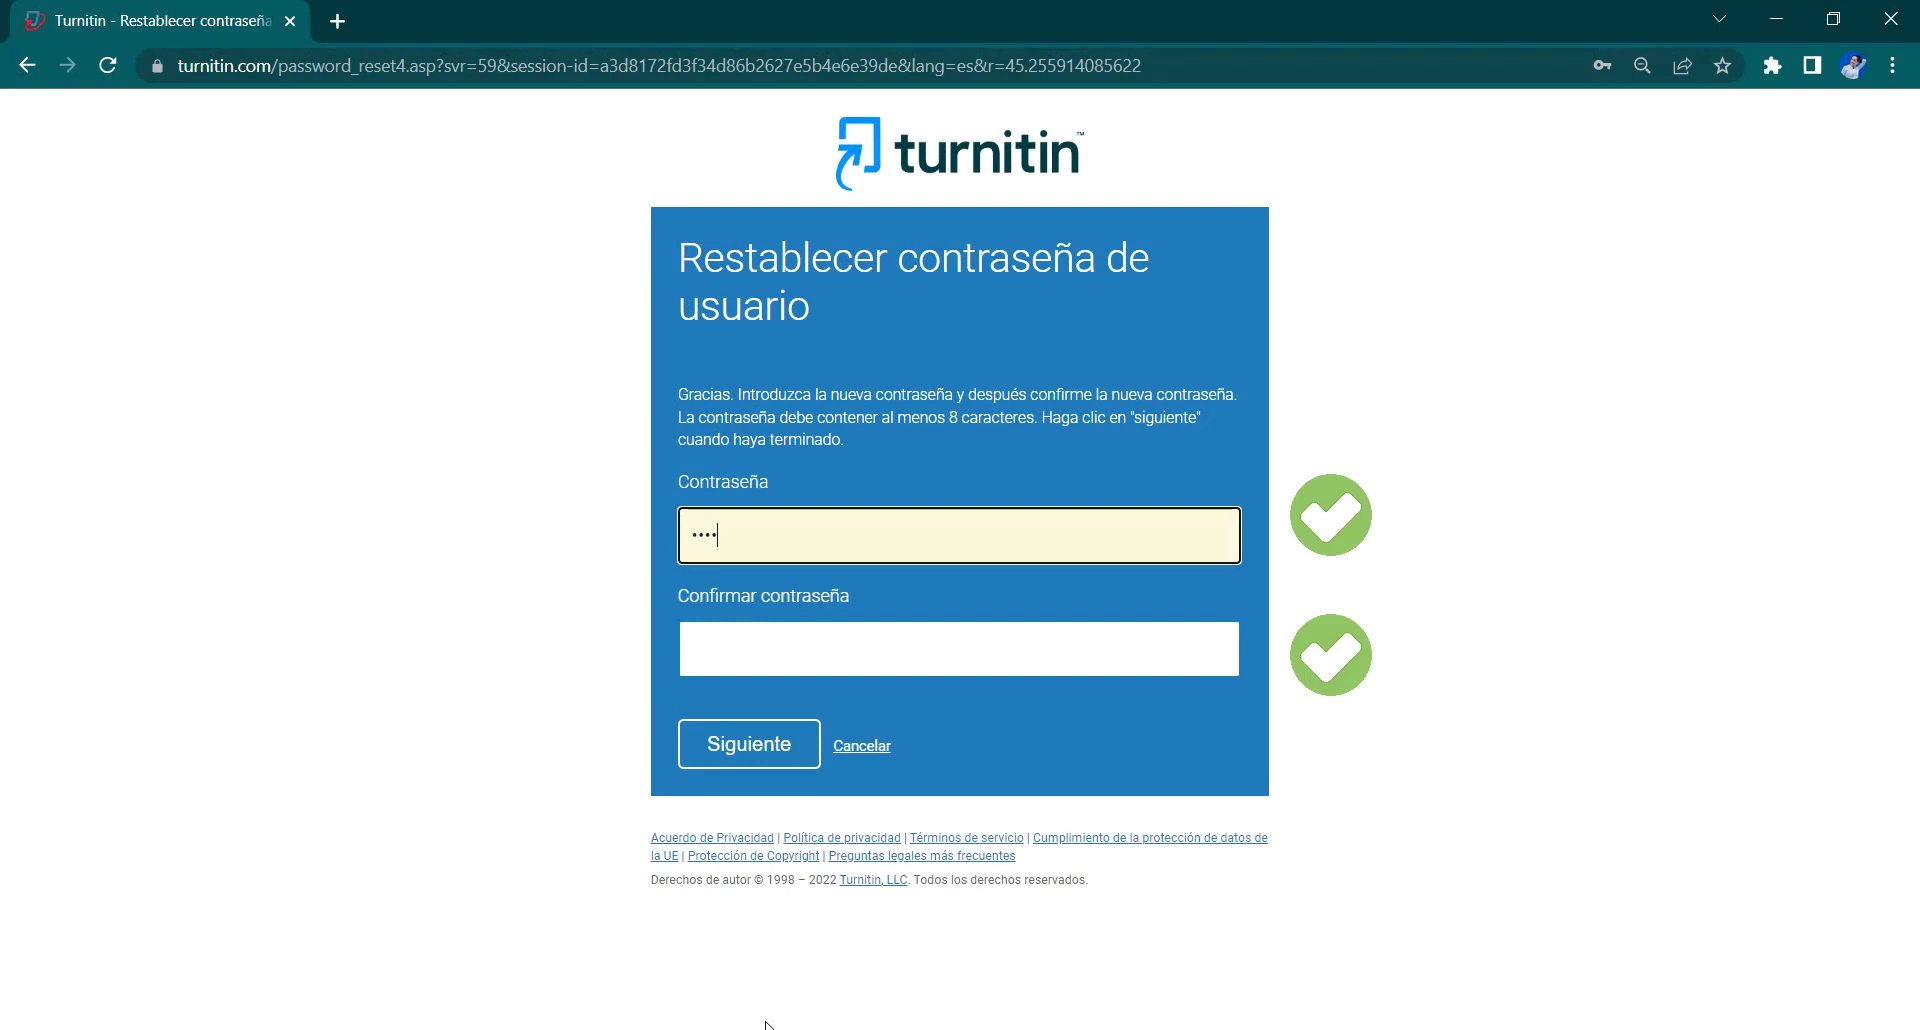 Turnitin - Restablecer contraseña
turnitin.com/password_reset4.asp?svr=59&session-id=a3d8172fd3f34d86b2627e5b4e6e39de&lang=es&r=45.255914085622
turnitin™
Restablecer contraseña de
usuario
Gracias. Introduzca la nueva contraseña y después confirme la nueva contraseña.
La contraseña debe contener al menos 8 caracteres. Haga clic en "siguiente"
cuando haya terminado.
Contraseña
••••
Confirmar contraseña
Siguiente Cancelar
Acuerdo de Privacidad | Política de privacidad | Términos de servicio | Cumplimiento de la protección de datos de
la UE | Protección de Copyright | Preguntas legales más frecuentes
Derechos de autor © 1998 – 2022 Turnitin, LLC. Todos los derechos reservados.